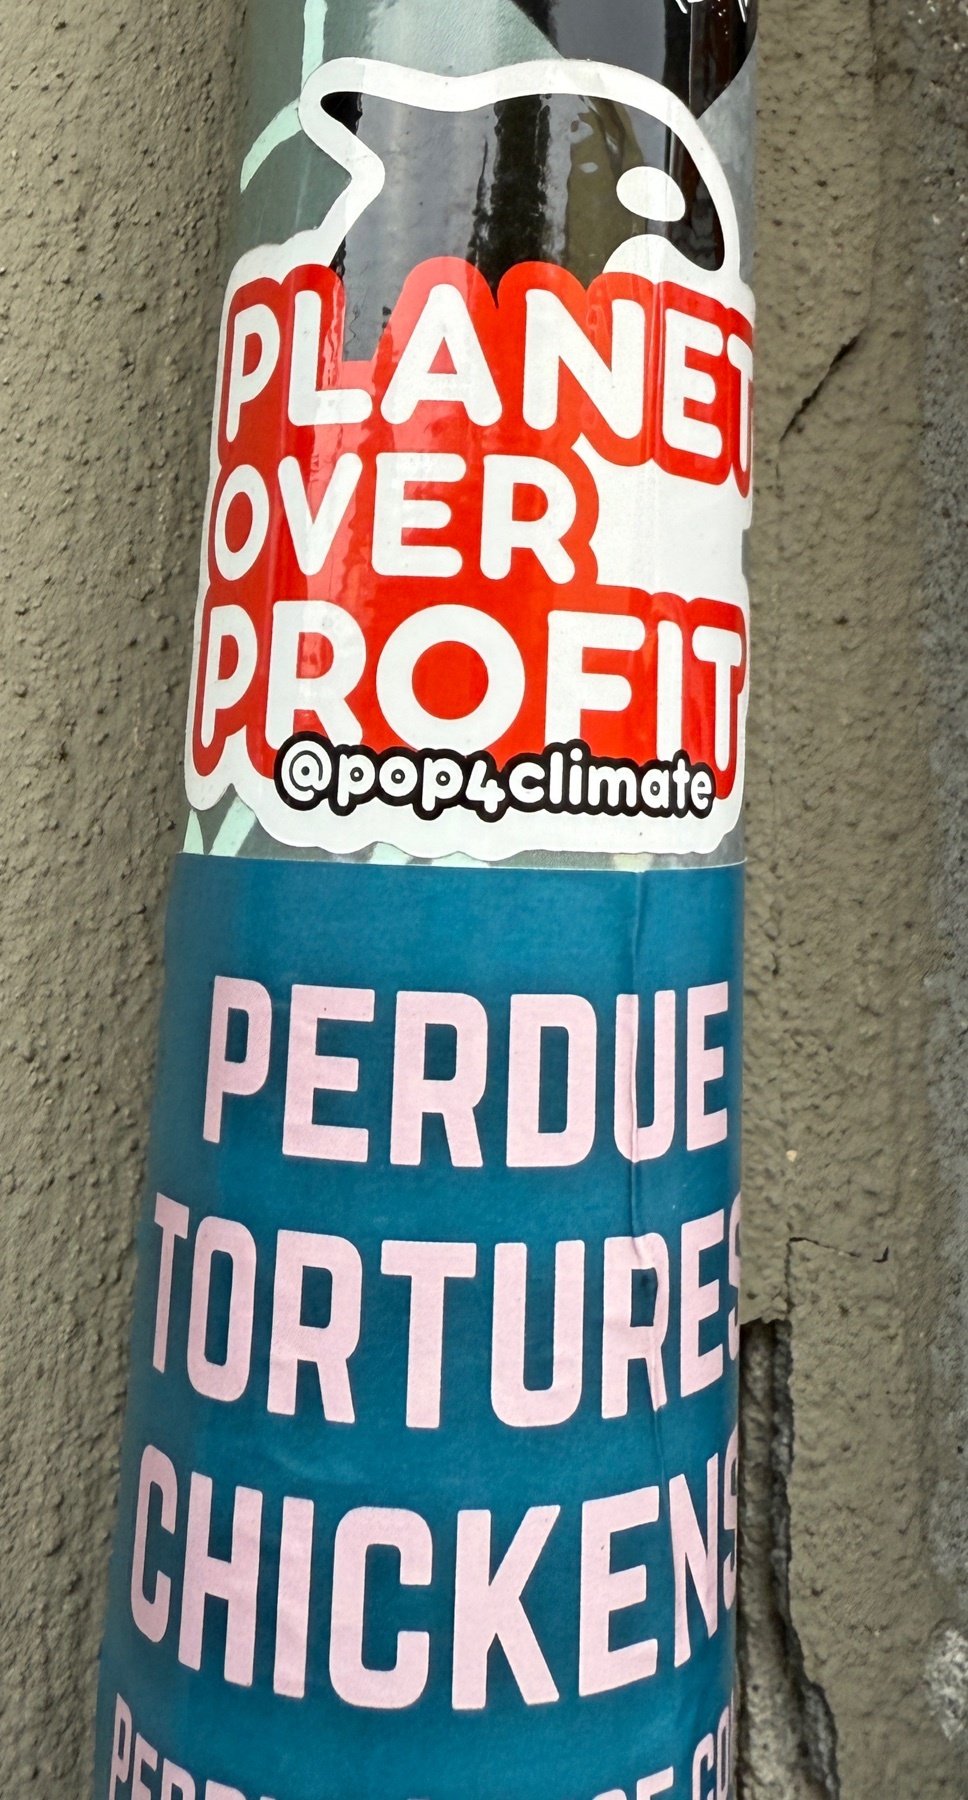 PLANET
OVER
PROFIT
@pop4climate
PERDUE
TORTURES
CHICKENS